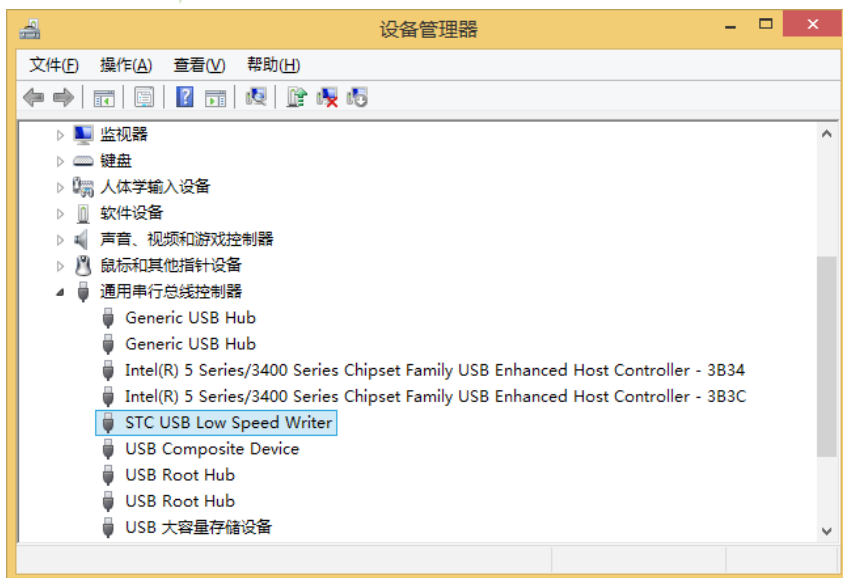 设备管理器
文件(F) 操作(A) 查看(V) 帮助(H)
监视器
键盘
人体学输入设备
软件设备
声音、视频和游戏控制器
鼠标和其他指针设备
通用串行总线控制器
Generic USB Hub
Generic USB Hub
Intel(R) 5 Series/3400 Series Chipset Family USB Enhanced Host Controller - 3B34
Intel(R) 5 Series/3400 Series Chipset Family USB Enhanced Host Controller - 3B3C
STC USB Low Speed Writer
USB Composite Device
USB Root Hub
USB Root Hub
USB 大容量存储设备